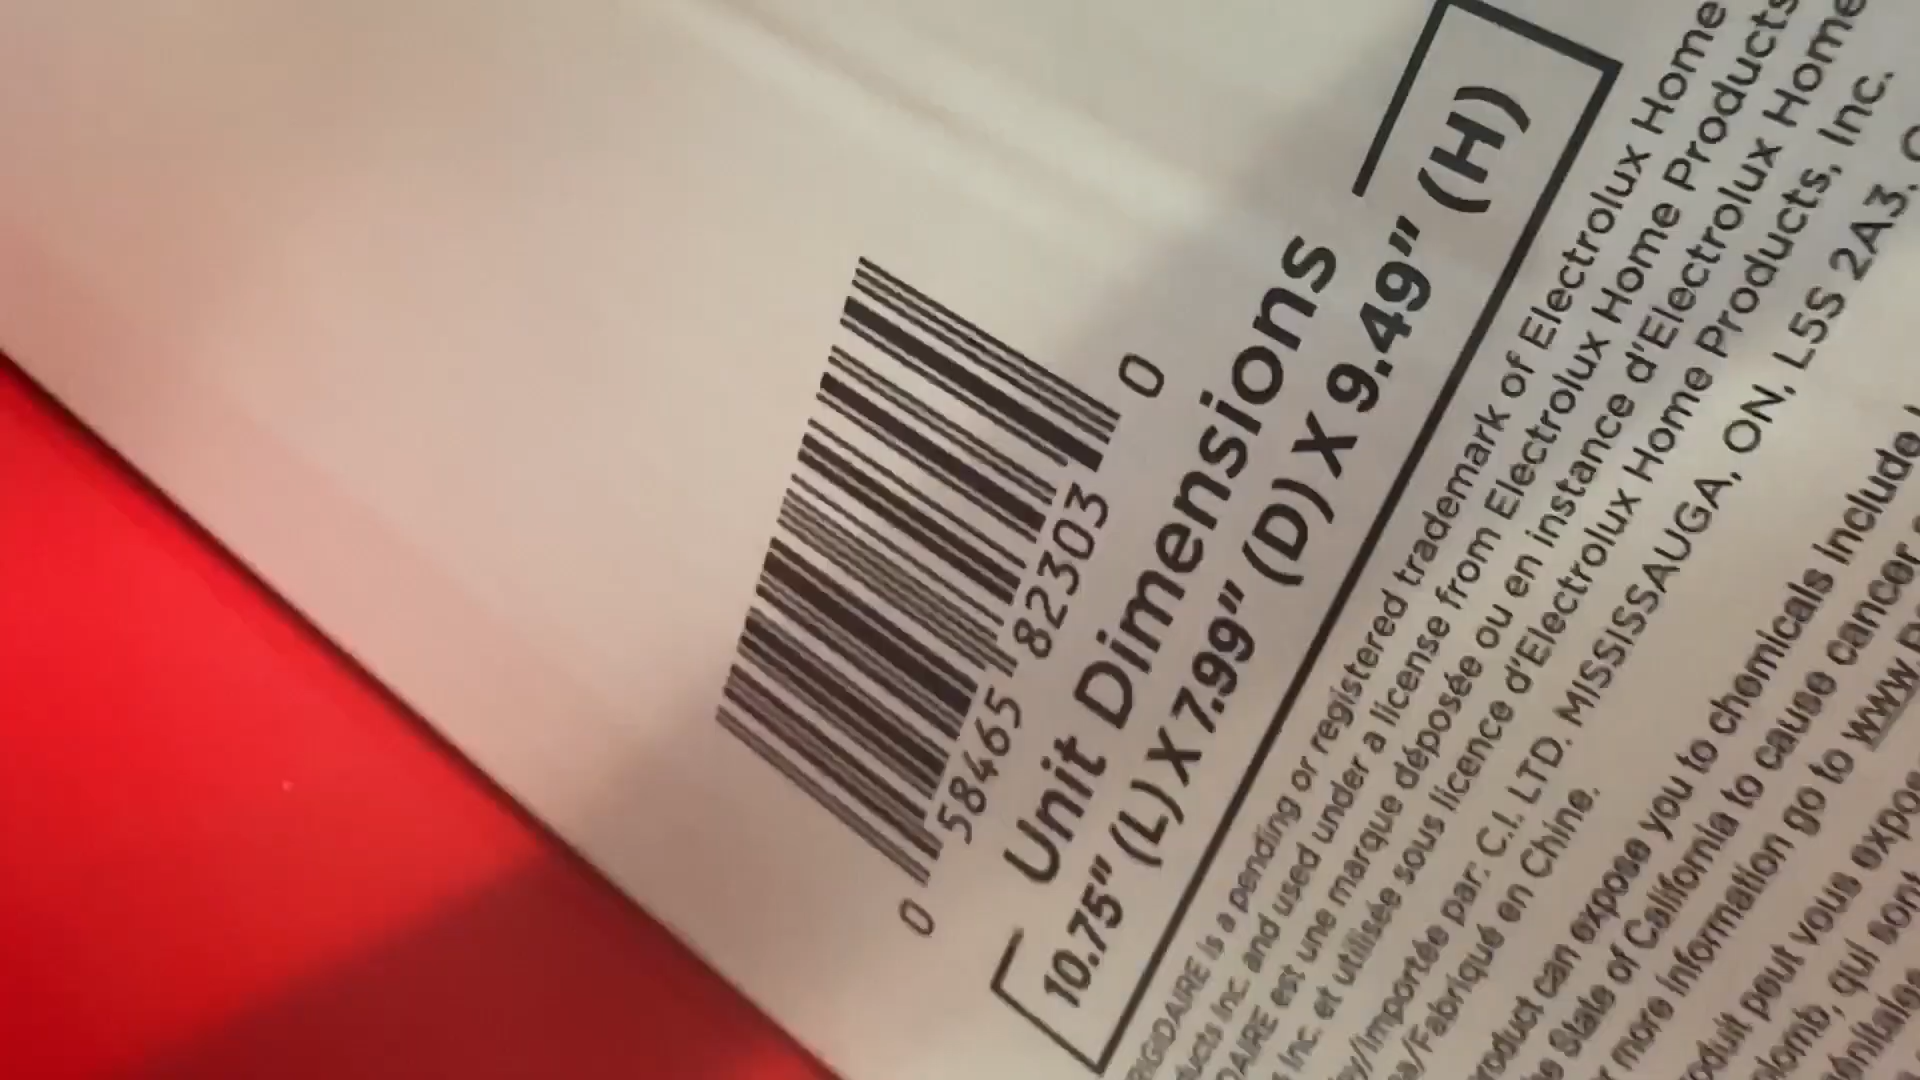 0 58465 82303 0
Unit Dimensions
10.75" (L) X 7.99" (D) X 9.49" (H)
is a pending or registered trademark of Electrolux Home
Inc. and used under a license from Electrolux Home Products
est une marque déposée ou en instance d'Electrolux Home
Inc. et utilisée sous licence d'Electrolux Home Products, Inc.
/Importée par: C.I. LTD. MISSISSAUGA, ON, L5S 2A3,
/Fabriqué en Chine.
product can expose you to chemicals include
State of California to cause cancer
more information go to www.
peut vous
qui sont